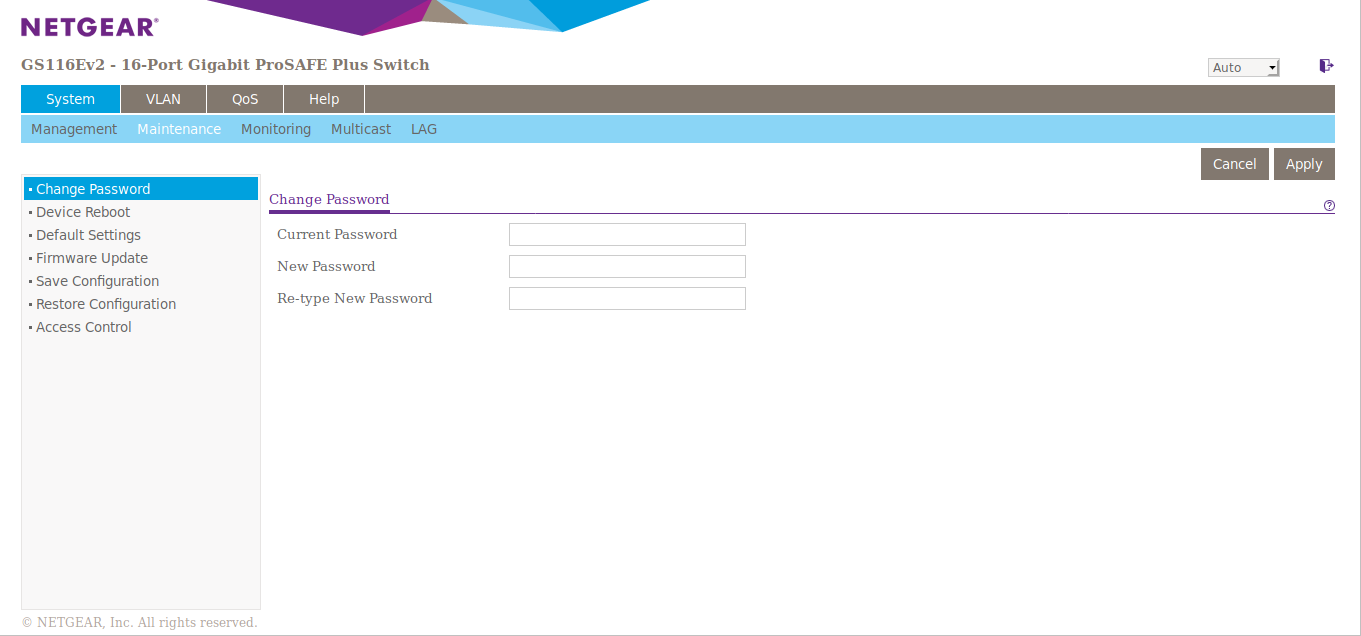 NETGEAR®
GS116Ev2 - 16-Port Gigabit ProSAFE Plus Switch
Auto
System VLAN QoS Help
Management Maintenance Monitoring Multicast LAG
Cancel Apply
Change Password
Device Reboot
Default Settings
Firmware Update
Save Configuration
Restore Configuration
Access Control
Change Password
Current Password
New Password
Re-type New Password
© NETGEAR, Inc. All rights reserved.